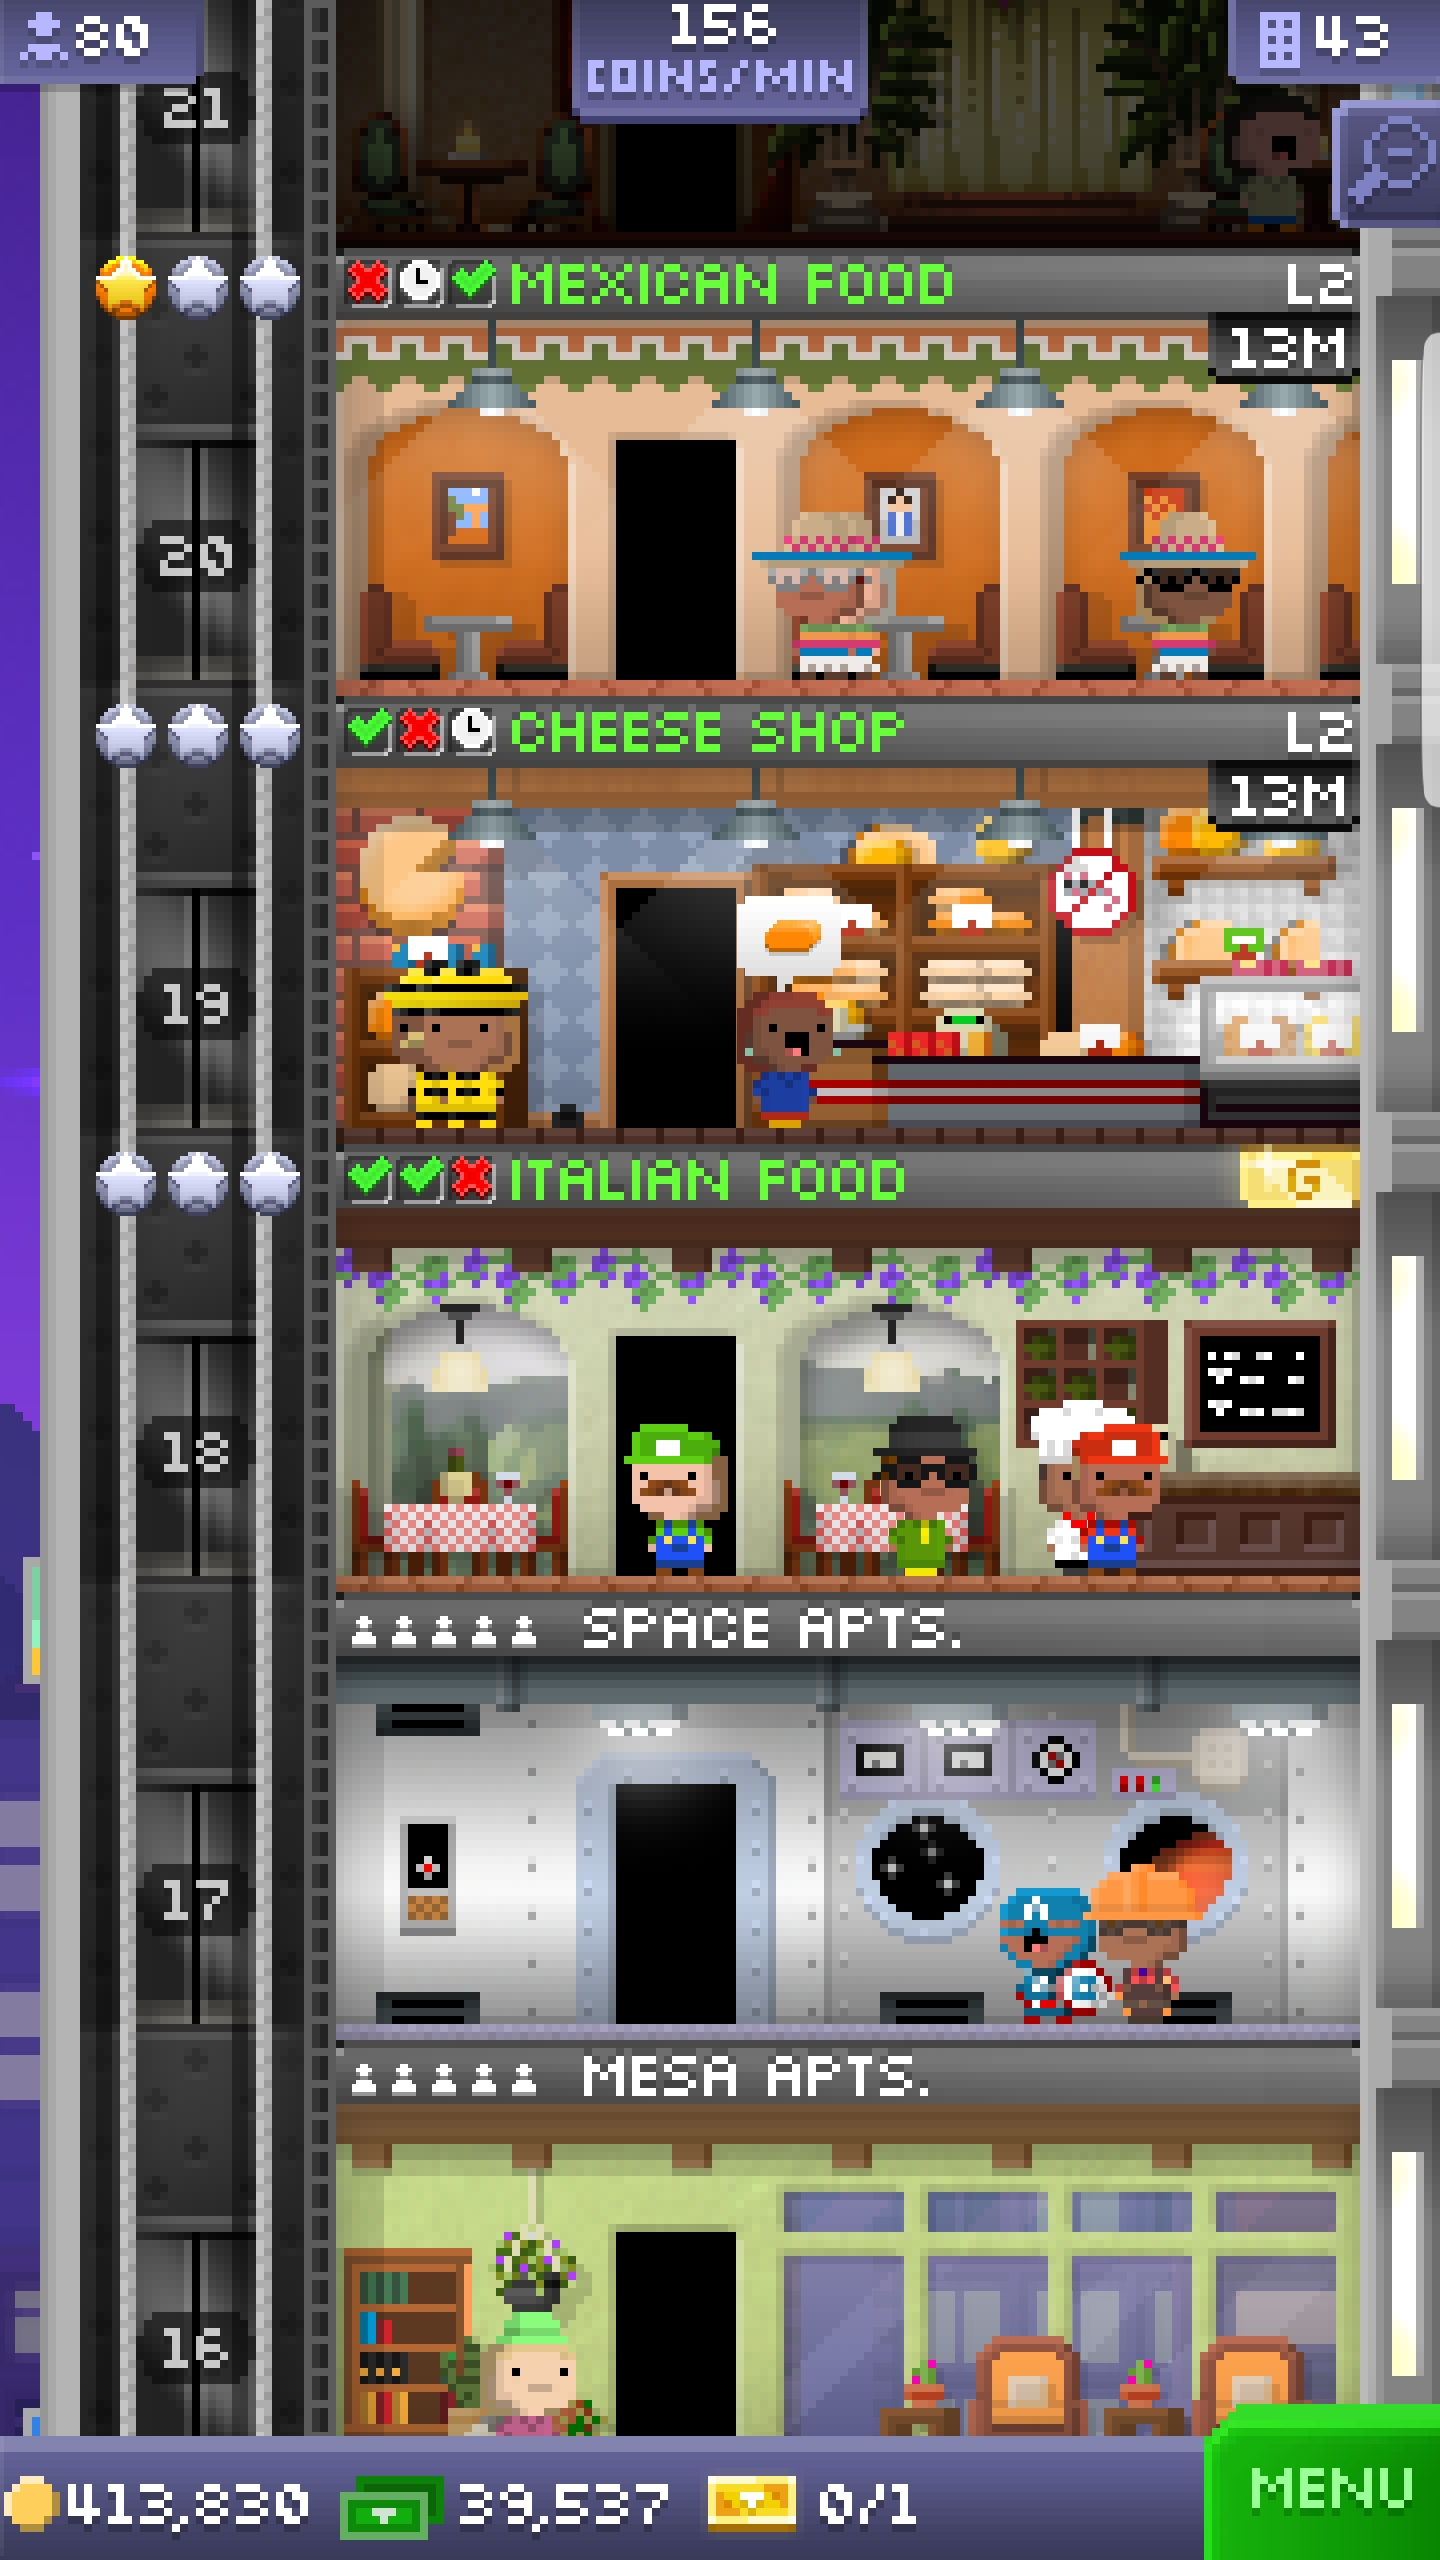 80
156
COINS/MIN
43
21
MEXICAN FOOD
L2
13M
20
CHEESE SHOP
L2
13M
19
ITALIAN FOOD
G
18
SPACE APTS.
17
A
MESA APTS.
16
413,830
39,537
0/1
MENU